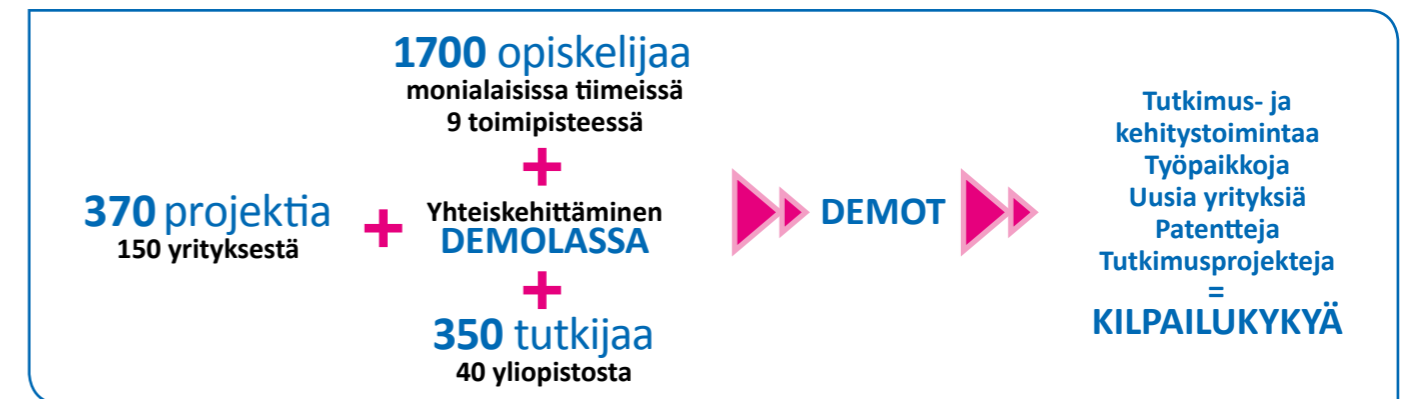 370 projektia
150 yrityksestä
+
1700 opiskelijaa
monialaisissa tiimeissä
9 toimipisteessä
+
Yhteiskehittäminen
DEMOLASSA
+
350 tutkijaa
40 yliopistosta
DEMOT
Tutkimus- ja
kehitystoimintaa
Työpaikkoja
Uusia yrityksiä
Patentteja
Tutkimusprojekteja
=
KILPAILUKYKYÄ